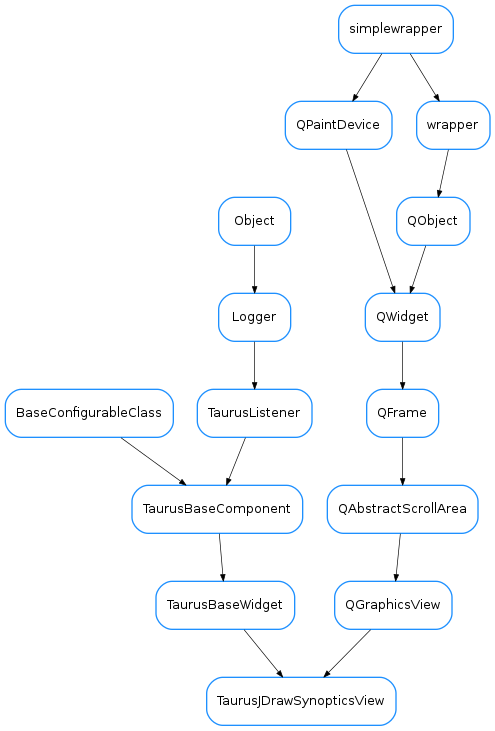 simplewrapper
QPaintDevice
wrapper
Object
QObject
Logger
QWidget
BaseConfigurableClass
TaurusListener
QFrame
TaurusBaseComponent
QAbstractScrollArea
TaurusBaseWidget
QGraphicsView
TaurusJDrawSynopticsView